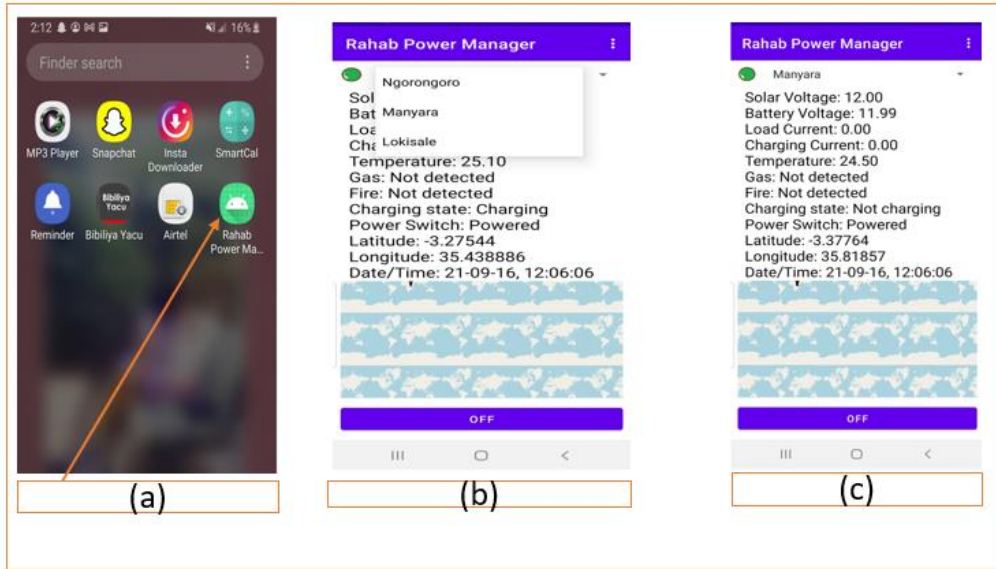 2:12 16%
Finder search
MP3 Player Snapchat Insta Downloader SmartCal
Bibiliya Yacu
Reminder Bibiliya Yacu Airtel Rahab Power Ma...
(a)
Rahab Power Manager
Ngorongoro
Manyara
Lokisale
Sol
Bat
Loa
Cha
Temperature: 25.10
Gas: Not detected
Fire: Not detected
Charging state: Charging
Power Switch: Powered
Latitude: -3.27544
Longitude: 35.438886
Date/Time: 21-09-16, 12:06:06
OFF
(b)
Rahab Power Manager
Manyara
Solar Voltage: 12.00
Battery Voltage: 11.99
Load Current: 0.00
Charging Current: 0.00
Temperature: 24.50
Gas: Not detected
Fire: Not detected
Charging state: Not charging
Power Switch: Powered
Latitude: -3.37764
Longitude: 35.81857
Date/Time: 21-09-16, 12:06:06
OFF
(c)